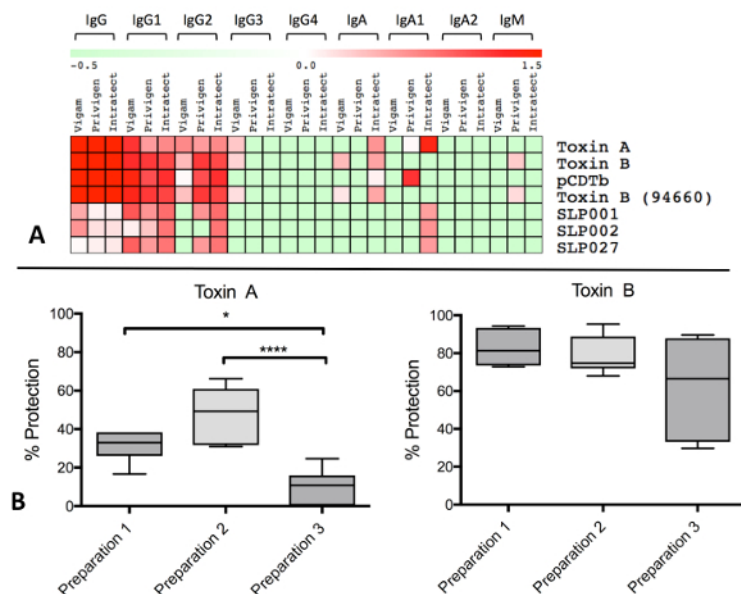 IgG IgG1 IgG2 IgG3 IgG4 IgA IgA1 IgA2 IgM
-0.5 0.0 1.5
Vigam Privigen Intratect Vigam Privigen Intratect Vigam Privigen Intratect Vigam Privigen Intratect Vigam Privigen Intratect Vigam Privigen Intratect Vigam Privigen Intratect Vigam Privigen Intratect Vigam Privigen Intratect
Toxin A
Toxin B
pCDTb
Toxin B (94660)
SLP001
SLP002
SLP027
A
Toxin A
*
****
% Protection
100
80
60
40
20
0
Preparation 1
Preparation 2
Preparation 3
B
Toxin B
% Protection
100
80
60
40
20
0
Preparation 1
Preparation 2
Preparation 3